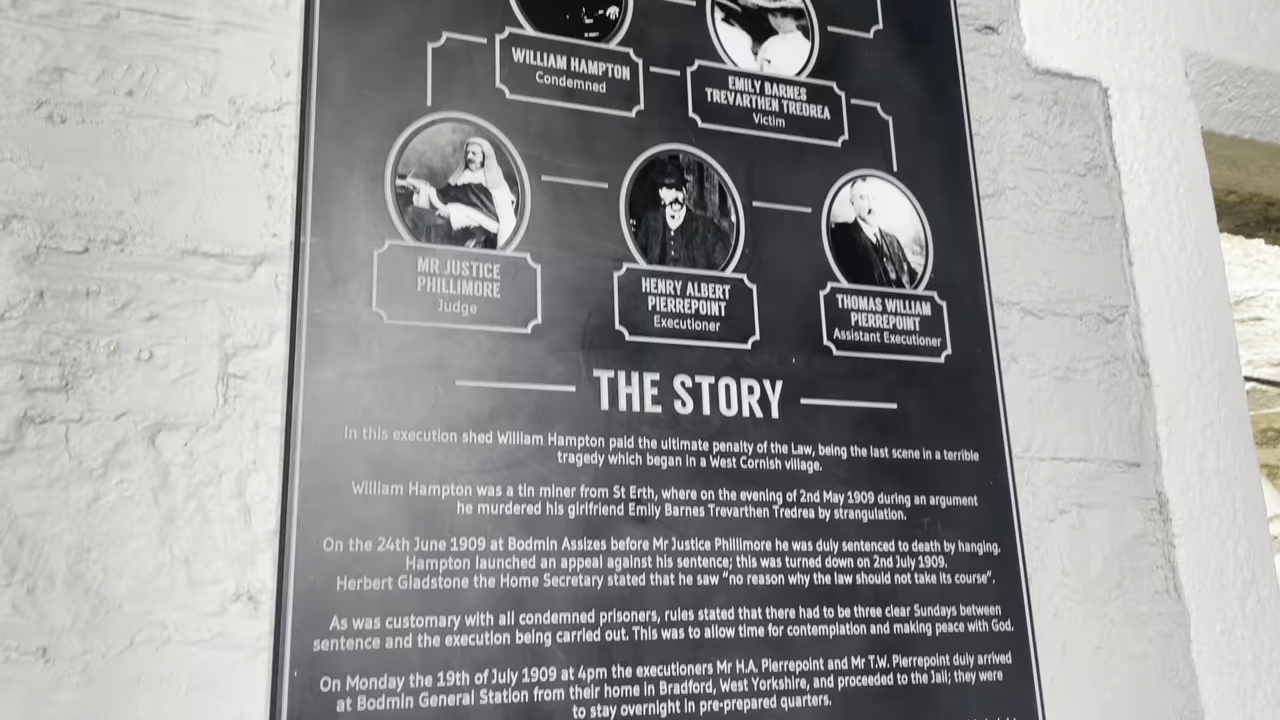 WILLIAM HAMPTON
Condemned
EMILY BARNES
TREVARTHEN TREDREA
Victim
MR JUSTICE
PHILLIMORE
Judge
HENRY ALBERT
PIERREPOINT
Executioner
THOMAS WILLIAM
PIERREPOINT
Assistant Executioner
THE STORY
In this execution shed William Hampton paid the ultimate penalty of the Law, being the last scene in a terrible
tragedy which began in a West Cornish village.
William Hampton was a tin miner from St Erth, where on the evening of 2nd May 1909 during an argument
he murdered his girlfriend Emily Barnes Trevarthen Tredrea by strangulation.
On the 24th June 1909 at Bodmin Assizes before Mr Justice Phillimore he was duly sentenced to death by hanging.
Hampton launched an appeal against his sentence; this was turned down on 2nd July 1909.
Herbert Gladstone the Home Secretary stated that he saw "no reason why the law should not take its course".
As was customary with all condemned prisoners, rules stated that there had to be three clear Sundays between
sentence and the execution being carried out. This was to allow time for contemplation and making peace with God.
On Monday the 19th of July 1909 at 4pm the executioners Mr H.A. Pierrepoint and Mr T.W. Pierrepoint duly arrived
at Bodmin General Station from their home in Bradford, West Yorkshire, and proceeded to the Jail; they were
to stay overnight in pre-prepared quarters.